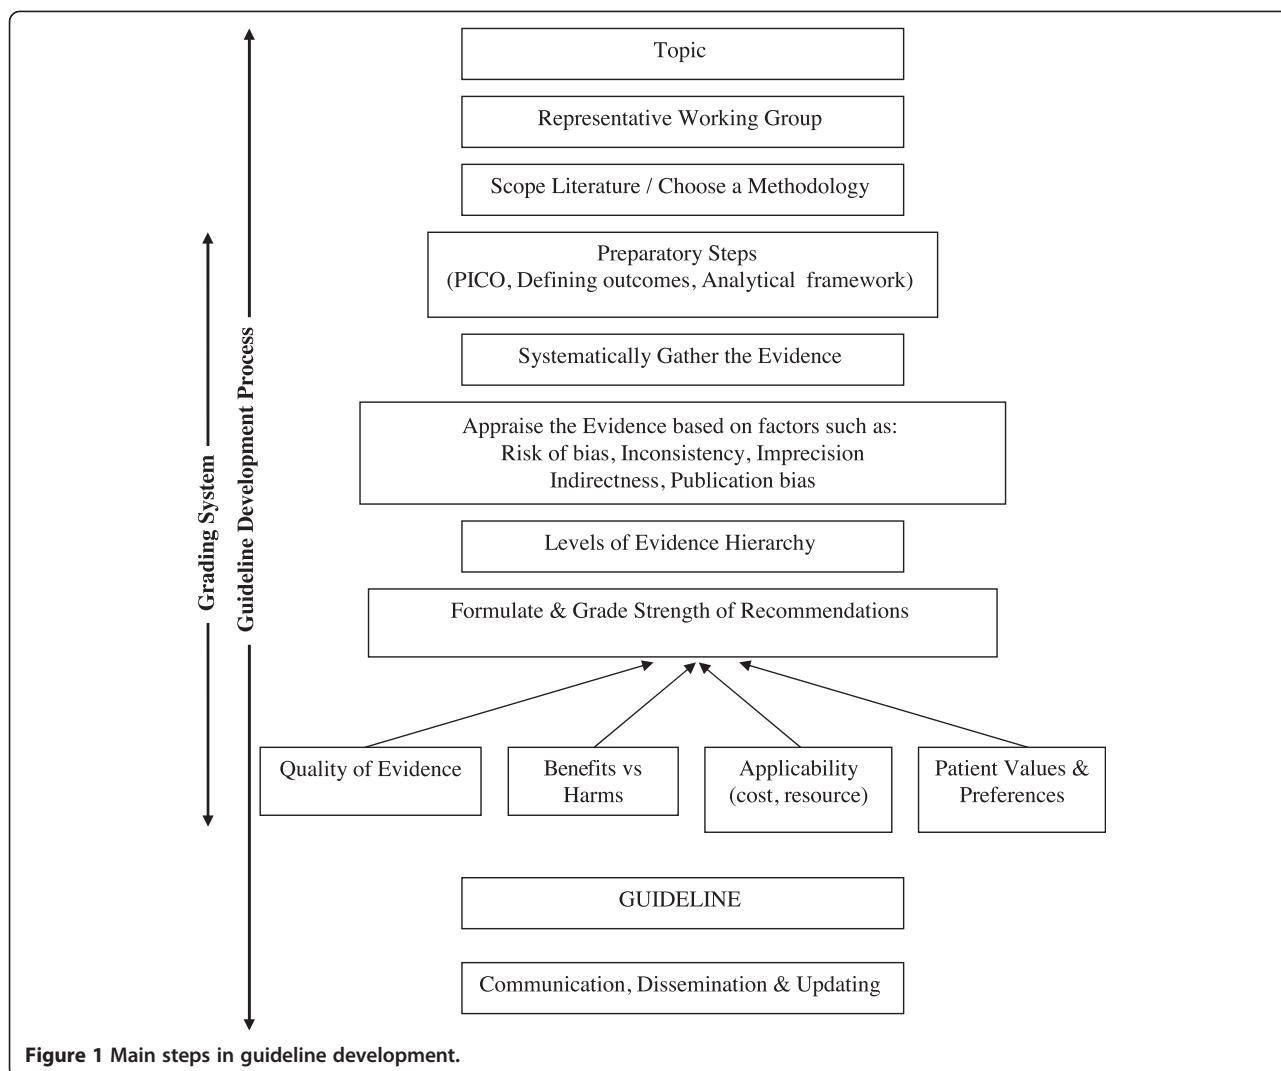 Topic
Representative Working Group
Scope Literature / Choose a Methodology
Preparatory Steps
(PICO, Defining outcomes, Analytical framework)
Systematically Gather the Evidence
Appraise the Evidence based on factors such as:
Risk of bias, Inconsistency, Imprecision
Indirectness, Publication bias
Levels of Evidence Hierarchy
Formulate & Grade Strength of Recommendations
Grading System
Guideline Development Process
Quality of Evidence
Benefits vs
Harms
Applicability
(cost, resource)
Patient Values &
Preferences
GUIDELINE
Communication, Dissemination & Updating
Figure 1 Main steps in guideline development.